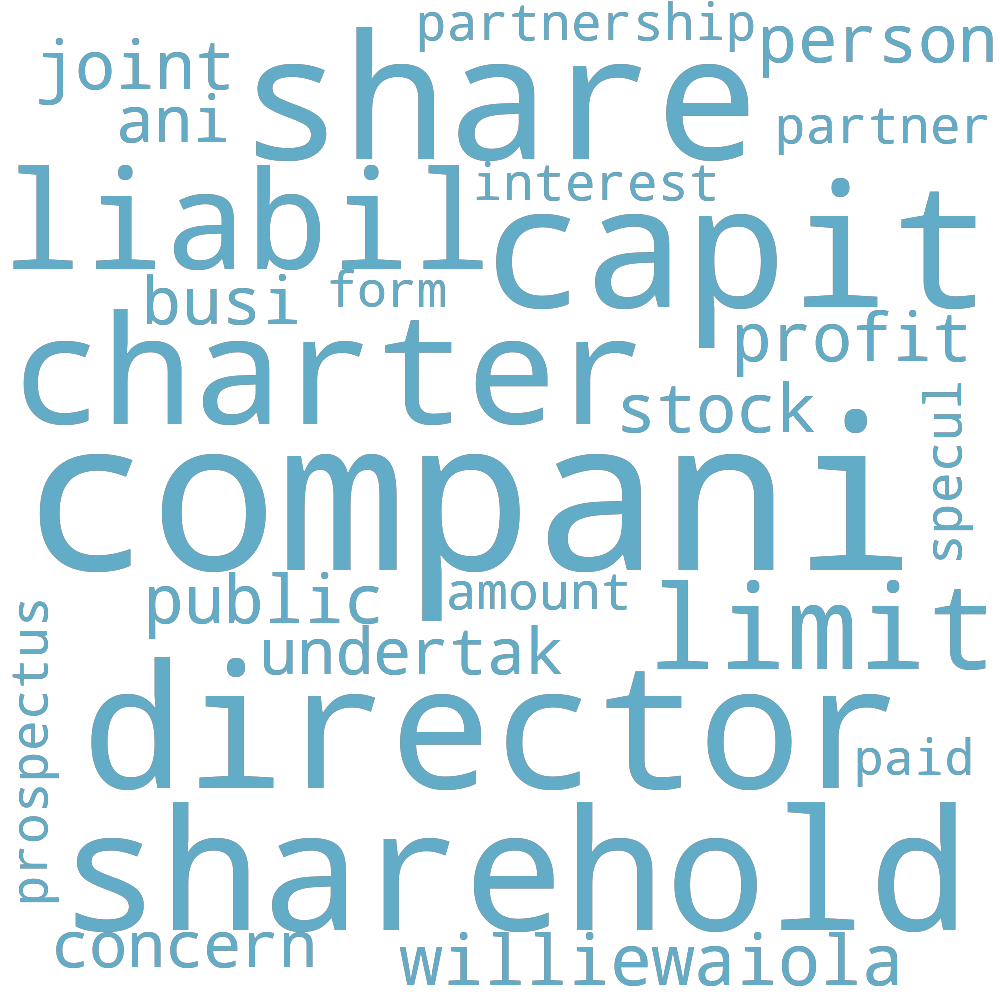 partnership
person
joint
share
ani
partner
liabil
interest
capit
busi
form
charter
profit
stock
specul
compani
public
amount
limit
prospectus
undertak
director
paid
sharehold
concern
williewaiola